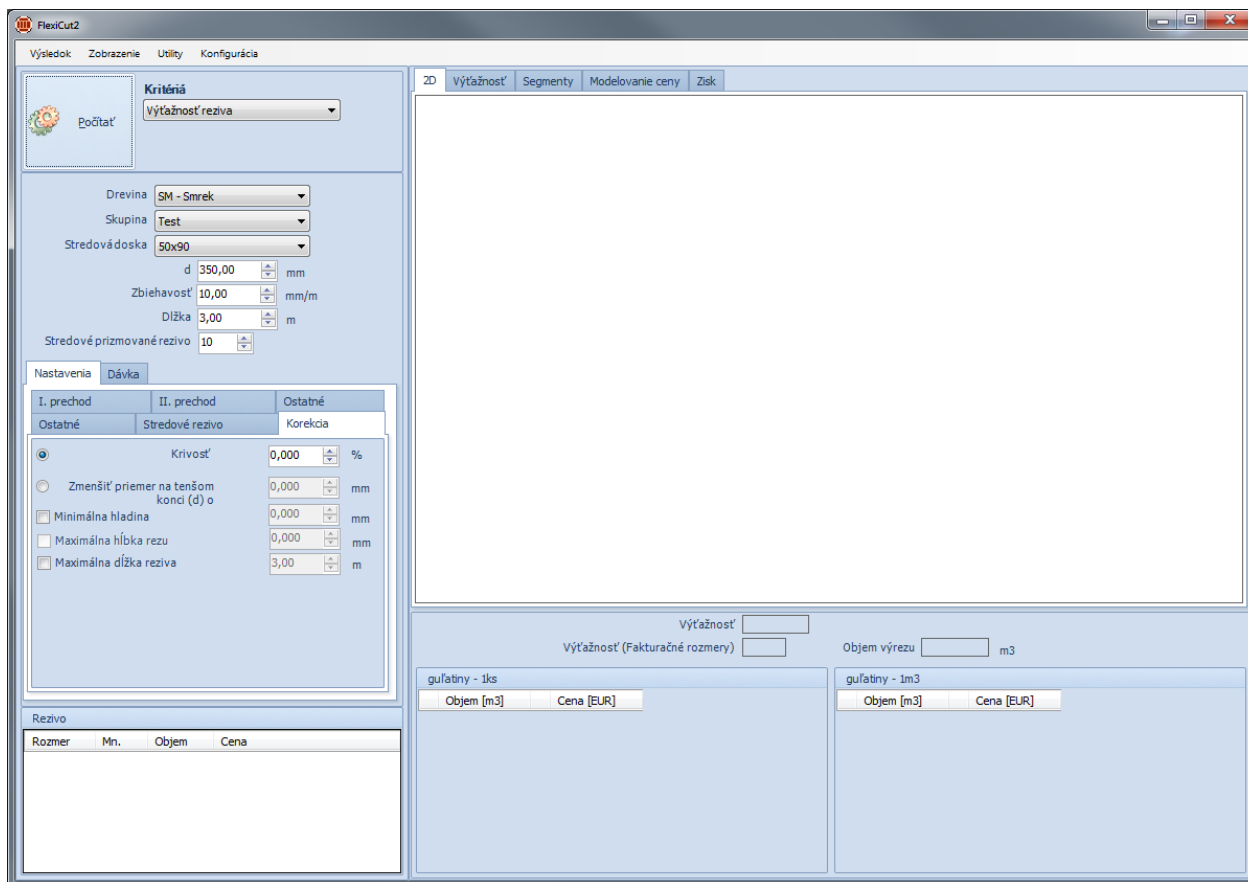 FlexiCut2
Výsledok Zobrazenie Utility Konfigurácia
Počítať
Kritériá
Výťažnosť reziva
Drevina SM - Smrek
Skupina Test
Stredová doska 50x90
d 350,00 mm
Zbiehavosť 10,00 mm/m
Dĺžka 3,00 m
Stredové prizmované rezivo 10
Nastavenia Dávka
I. prechod II. prechod Ostatné
Ostatné Stredové rezivo Korekcia
Krivosť 0,000 %
Zmenšiť priemer na tenšom
konci (d) o 0,000 mm
Minimálna hladina 0,000 mm
Maximálna hĺbka rezu 0,000 mm
Maximálna dĺžka reziva 3,00 m
Rezivo
Rozmer Mn. Objem Cena
2D Výťažnosť Segmenty Modelovanie ceny Zisk
Výťažnosť
Výťažnosť (Fakturačné rozmery) Objem výrezu m3
guľatiny - 1ks
Objem [m3] Cena [EUR]
guľatiny - 1m3
Objem [m3] Cena [EUR]